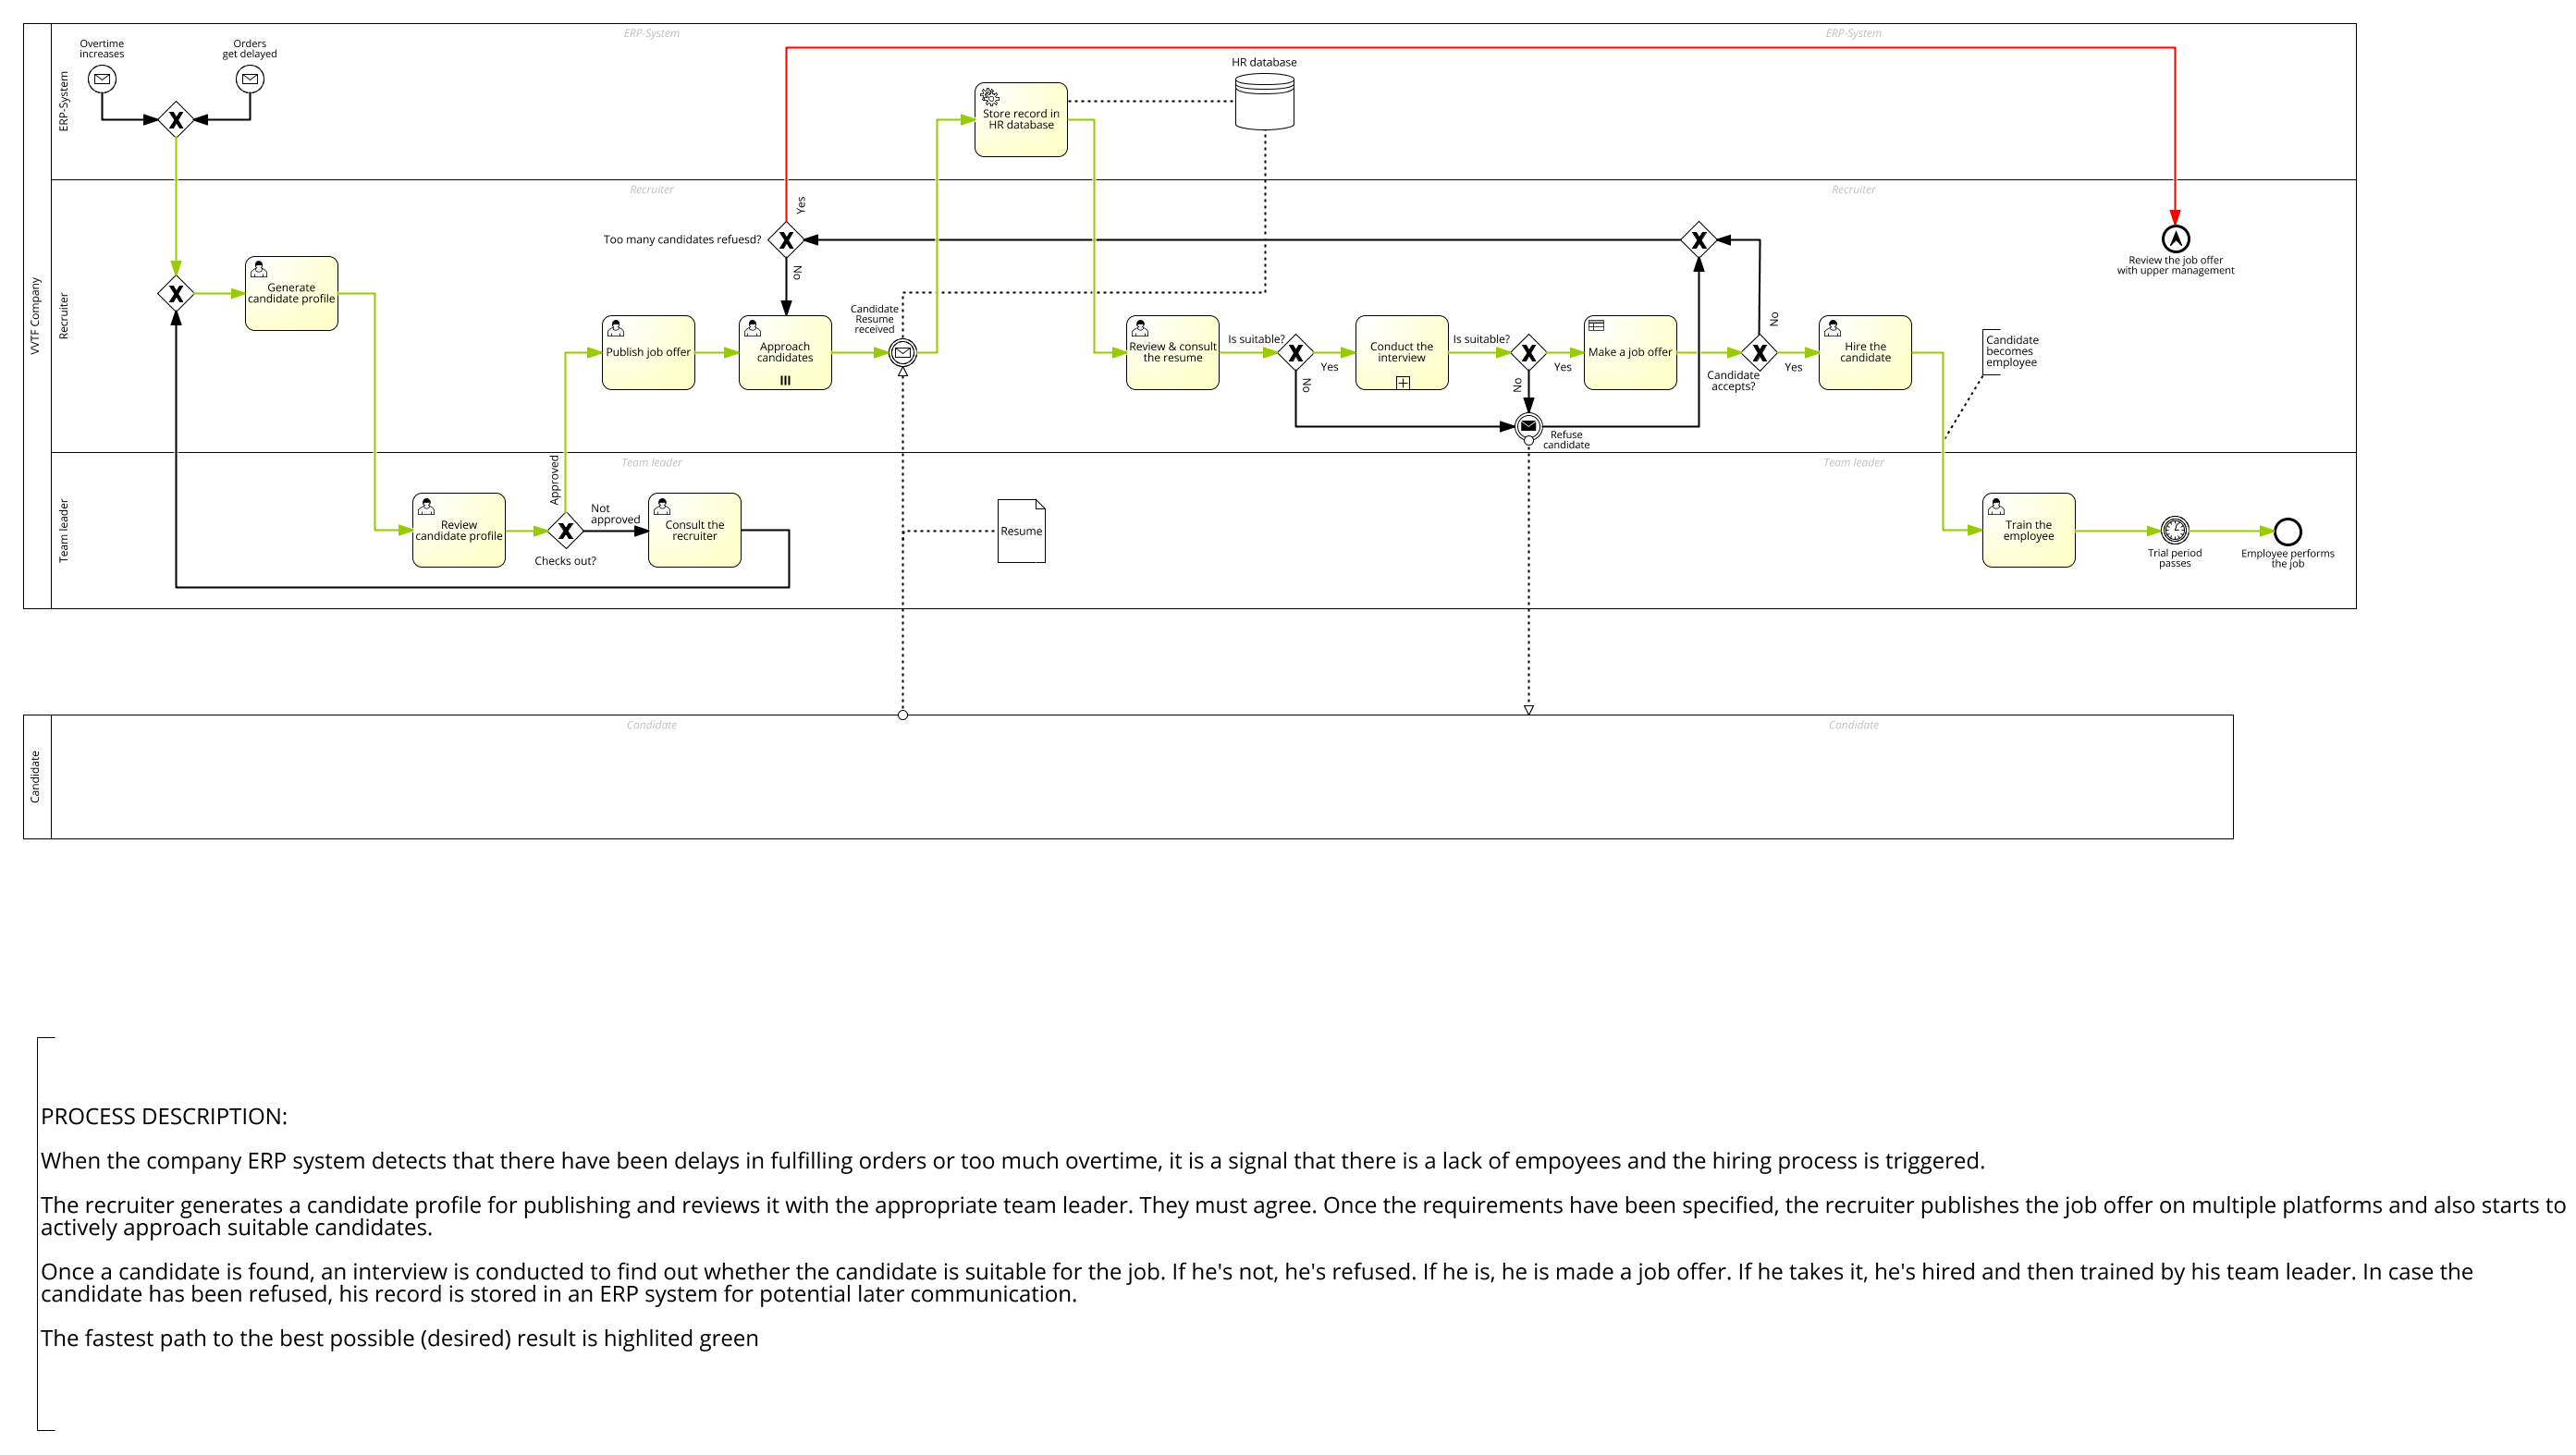 VVTF Company
ERP-System
ERP-System
ERP-System
Overtime
increases
Orders
get delayed
HR database
Store record in
HR database
Recruiter
Recruiter
Recruiter
Yes
Too many candidates refuesd?
No
Generate
candidate profile
Publish job offer
Approach
candidates
Candidate
Resume
received
Review & consult
the resume
Is suitable?
Yes
No
Conduct the
interview
Is suitable?
Yes
No
Refuse
candidate
Make a job offer
Candidate
accepts?
No
Yes
Hire the
candidate
Candidate
becomes
employee
Review the job offer
with upper management
Team leader
Team leader
Team leader
Review
candidate profile
Approved
Not
approved
Checks out?
Consult the
recruiter
Resume
Train the
employee
Trial period
passes
Employee performs
the job
Candidate
Candidate
Candidate
PROCESS DESCRIPTION:
When the company ERP system detects that there have been delays in fulfilling orders or too much overtime, it is a signal that there is a lack of empoyees and the hiring process is triggered.
The recruiter generates a candidate profile for publishing and reviews it with the appropriate team leader. They must agree. Once the requirements have been specified, the recruiter publishes the job offer on multiple platforms and also starts to
actively approach suitable candidates.
Once a candidate is found, an interview is conducted to find out whether the candidate is suitable for the job. If he's not, he's refused. If he is, he is made a job offer. If he takes it, he's hired and then trained by his team leader. In case the
candidate has been refused, his record is stored in an ERP system for potential later communication.
The fastest path to the best possible (desired) result is highlited green